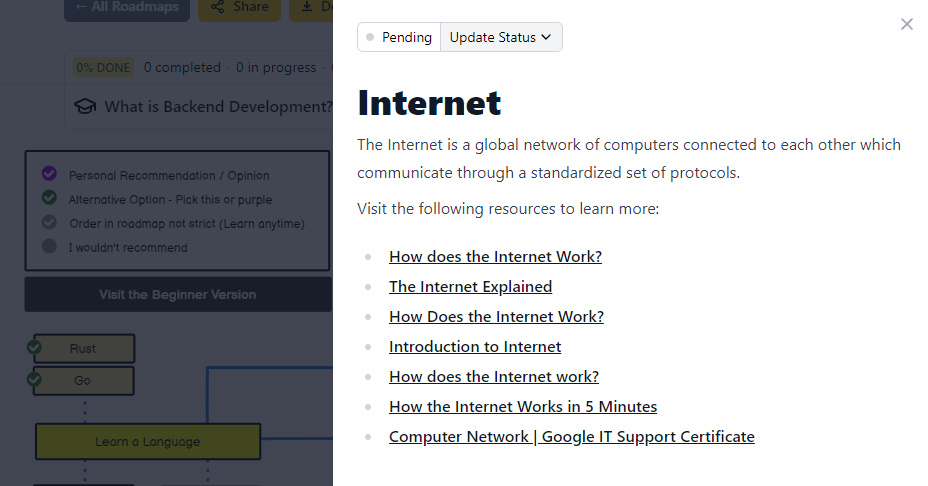 ← All Roadmaps
Share
0% DONE 0 completed · 0 in progress ·
What is Backend Development?
Personal Recommendation / Opinion
Alternative Option - Pick this or purple
Order in roadmap not strict (Learn anytime)
I wouldn't recommend
Visit the Beginner Version
Rust
Go
Learn a Language
Pending
Update Status
Internet
The Internet is a global network of computers connected to each other which
communicate through a standardized set of protocols.
Visit the following resources to learn more:
How does the Internet Work?
The Internet Explained
How Does the Internet Work?
Introduction to Internet
How does the Internet work?
How the Internet Works in 5 Minutes
Computer Network | Google IT Support Certificate